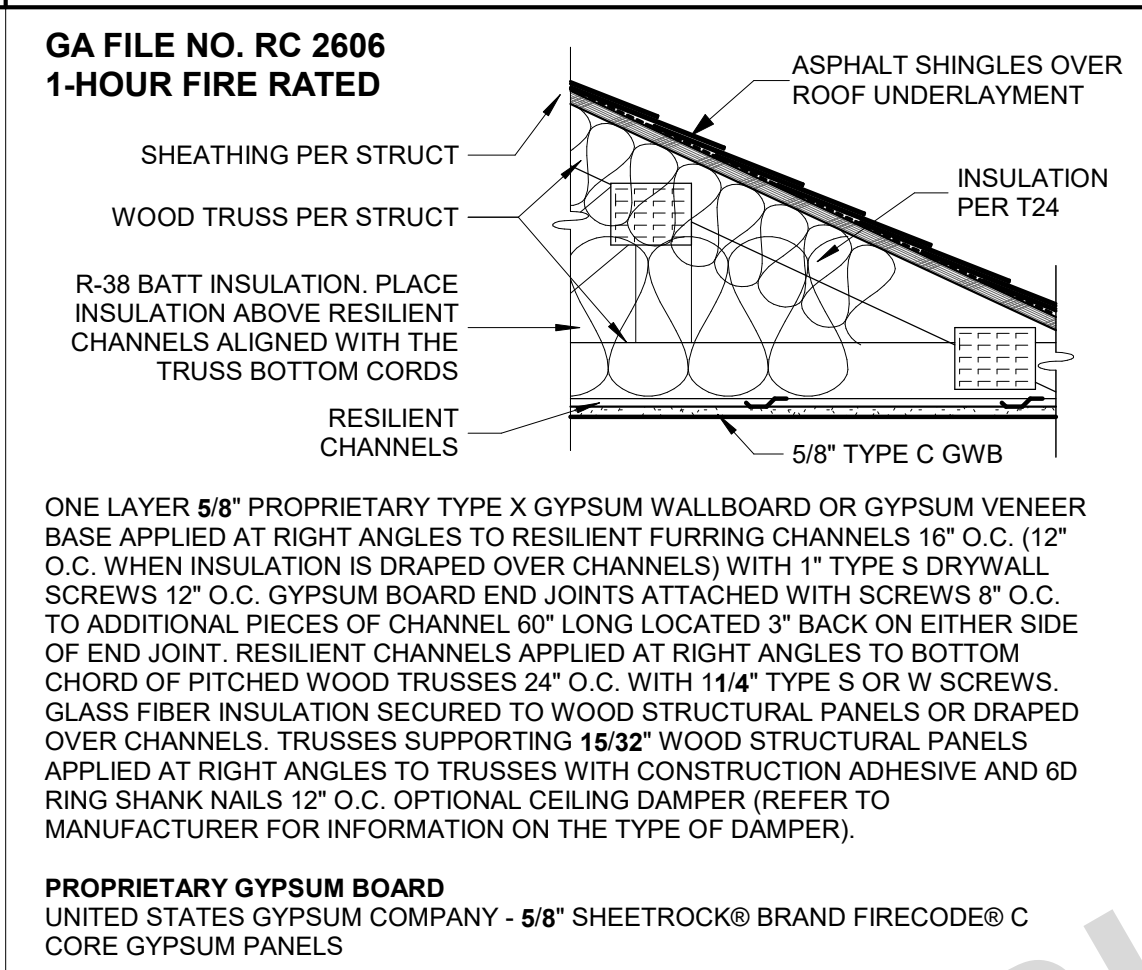 GA FILE NO. RC 2606
1-HOUR FIRE RATED
ASPHALT SHINGLES OVER
ROOF UNDERLAYMENT
SHEATHING PER STRUCT
INSULATION
PER T24
WOOD TRUSS PER STRUCT
R-38 BATT INSULATION. PLACE
INSULATION ABOVE RESILIENT
CHANNELS ALIGNED WITH THE
TRUSS BOTTOM CORDS
RESILIENT
CHANNELS
5/8" TYPE C GWB
ONE LAYER 5/8" PROPRIETARY TYPE X GYPSUM WALLBOARD OR GYPSUM VENEER
BASE APPLIED AT RIGHT ANGLES TO RESILIENT FURRING CHANNELS 16" O.C. (12"
O.C. WHEN INSULATION IS DRAPED OVER CHANNELS) WITH 1" TYPE S DRYWALL
SCREWS 12" O.C. GYPSUM BOARD END JOINTS ATTACHED WITH SCREWS 8" O.C.
TO ADDITIONAL PIECES OF CHANNEL 60" LONG LOCATED 3" BACK ON EITHER SIDE
OF END JOINT. RESILIENT CHANNELS APPLIED AT RIGHT ANGLES TO BOTTOM
CHORD OF PITCHED WOOD TRUSSES 24" O.C. WITH 11/4" TYPE S OR W SCREWS.
GLASS FIBER INSULATION SECURED TO WOOD STRUCTURAL PANELS OR DRAPED
OVER CHANNELS. TRUSSES SUPPORTING 15/32" WOOD STRUCTURAL PANELS
APPLIED AT RIGHT ANGLES TO TRUSSES WITH CONSTRUCTION ADHESIVE AND 6D
RING SHANK NAILS 12" O.C. OPTIONAL CEILING DAMPER (REFER TO
MANUFACTURER FOR INFORMATION ON THE TYPE OF DAMPER).
PROPRIETARY GYPSUM BOARD
UNITED STATES GYPSUM COMPANY - 5/8" SHEETROCK® BRAND FIRECODE® C
CORE GYPSUM PANELS